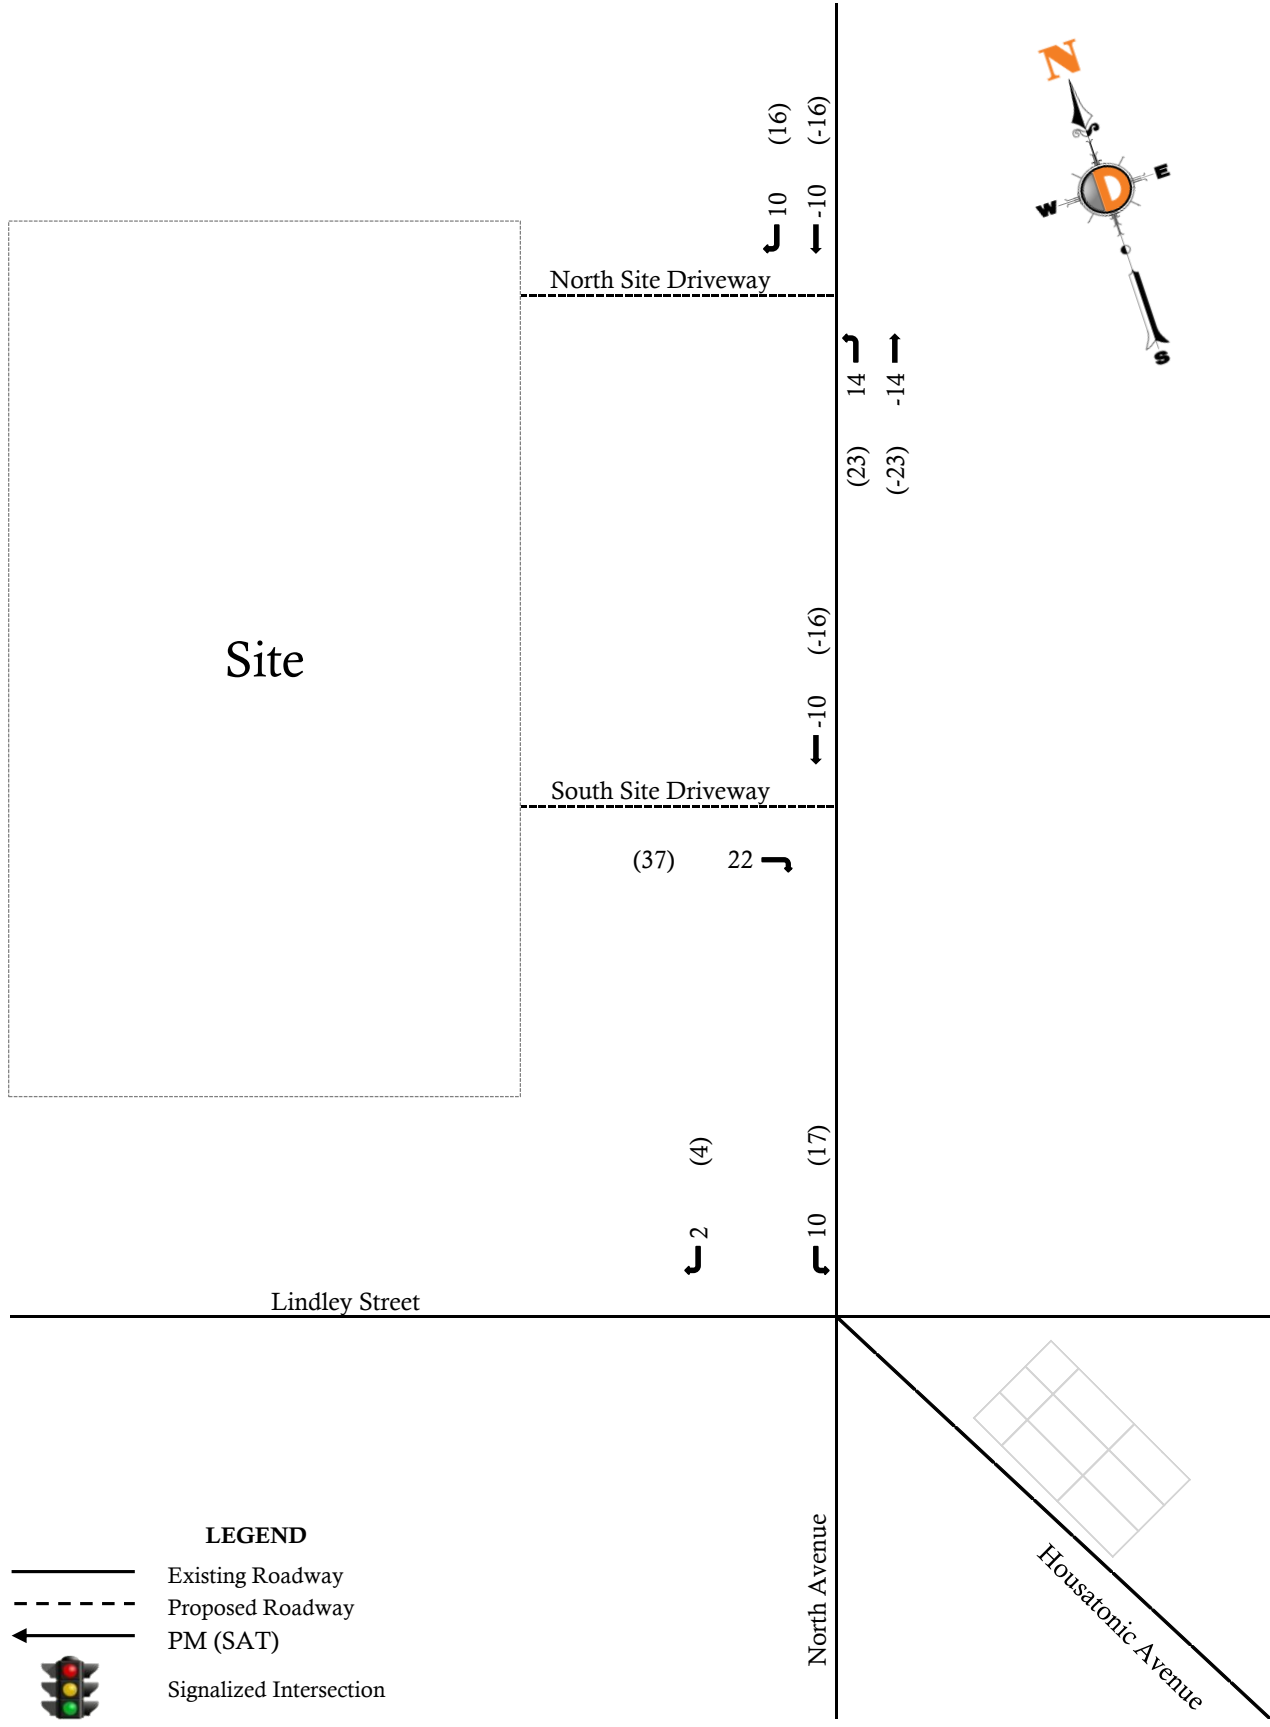 N
(16)
(-16)
10
-10
E
D
W
S
North Site Driveway
14
-14
(23)
(-23)
(-16)
Site
-10
South Site Driveway
(37)
22
(4)
(17)
2
10
Lindley Street
LEGEND
Existing Roadway
Proposed Roadway
PM (SAT)
Signalized Intersection
North Avenue
Housatonic Avenue